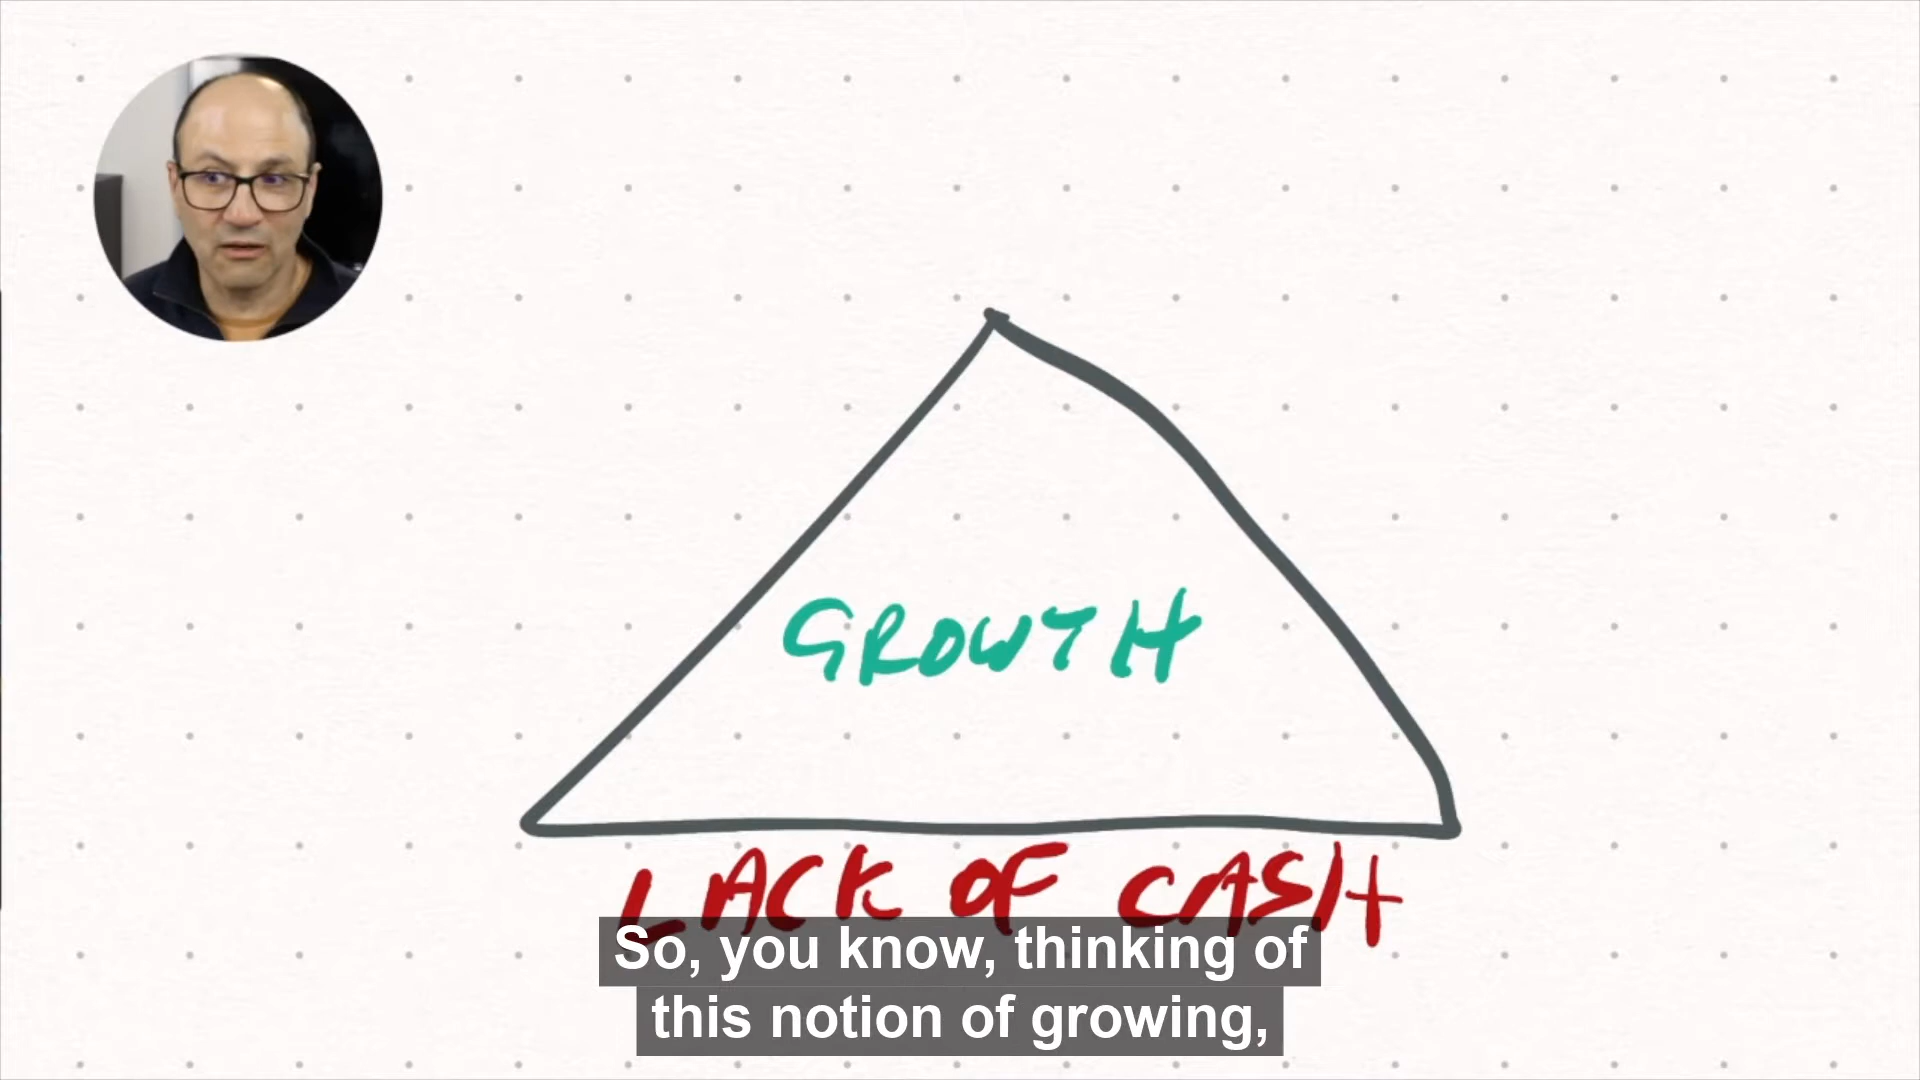 GROWTH
LACK OF CASH
So, you know, thinking of
this notion of growing,